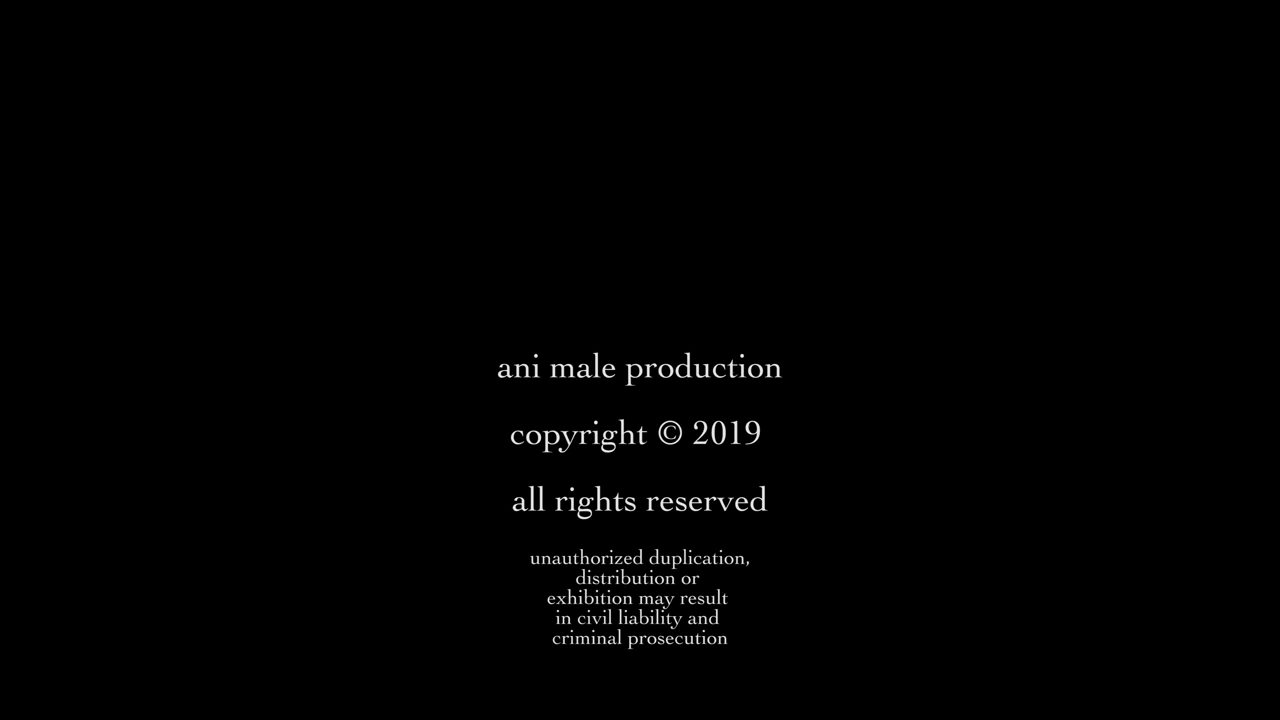 ani male production
copyright © 2019
all rights reserved
unauthorized duplication,
distribution or
exhibition may result
in civil liability and
criminal prosecution